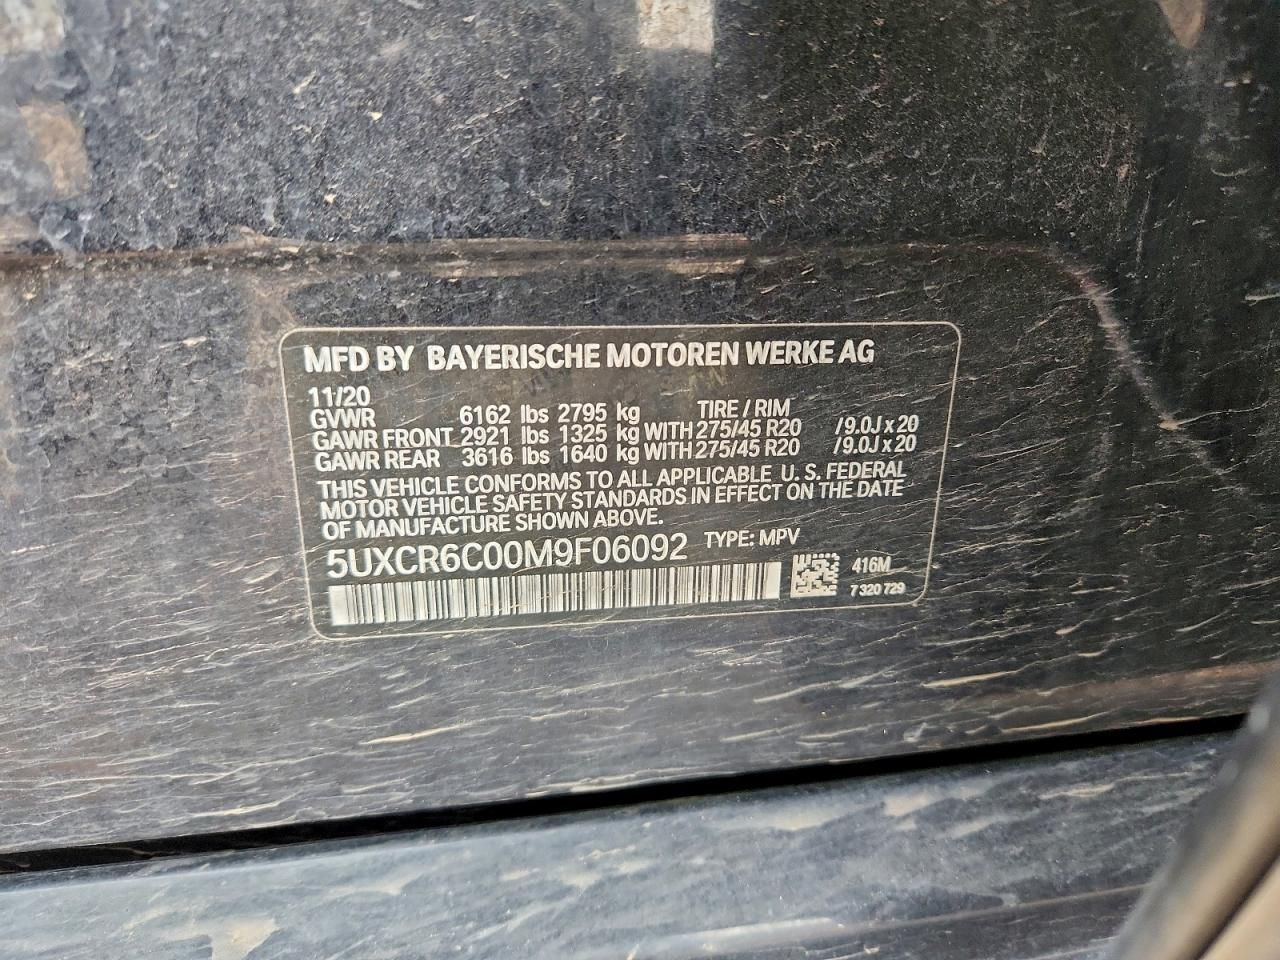 MFD BY BAYERISCHE MOTOREN WERKE AG
11/20
GVWR 6162 lbs 2795 kg TIRE / RIM
GAWR FRONT 2921 lbs 1325 kg WITH 275/45 R20 /9.0J x 20
GAWR REAR 3616 lbs 1640 kg WITH 275/45 R20 /9.0J x 20
THIS VEHICLE CONFORMS TO ALL APPLICABLE U. S. FEDERAL
MOTOR VEHICLE SAFETY STANDARDS IN EFFECT ON THE DATE
OF MANUFACTURE SHOWN ABOVE.
5UXCR6C00M9F06092 TYPE: MPV
416M
7 320 729